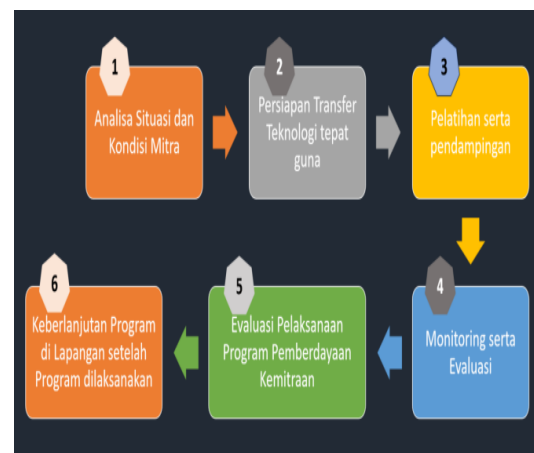 1
Analisa Situasi dan
Kondisi Mitra
2
Persiapan Transfer
Teknologi tepat
guna
3
Pelatihan serta
pendampingan
4
Monitoring serta
Evaluasi
5
Evaluasi Pelaksanaan
Program Pemberdayaan
Kemitraan
6
Keberlanjutan Program
di Lapangan setelah
Program dilaksanakan